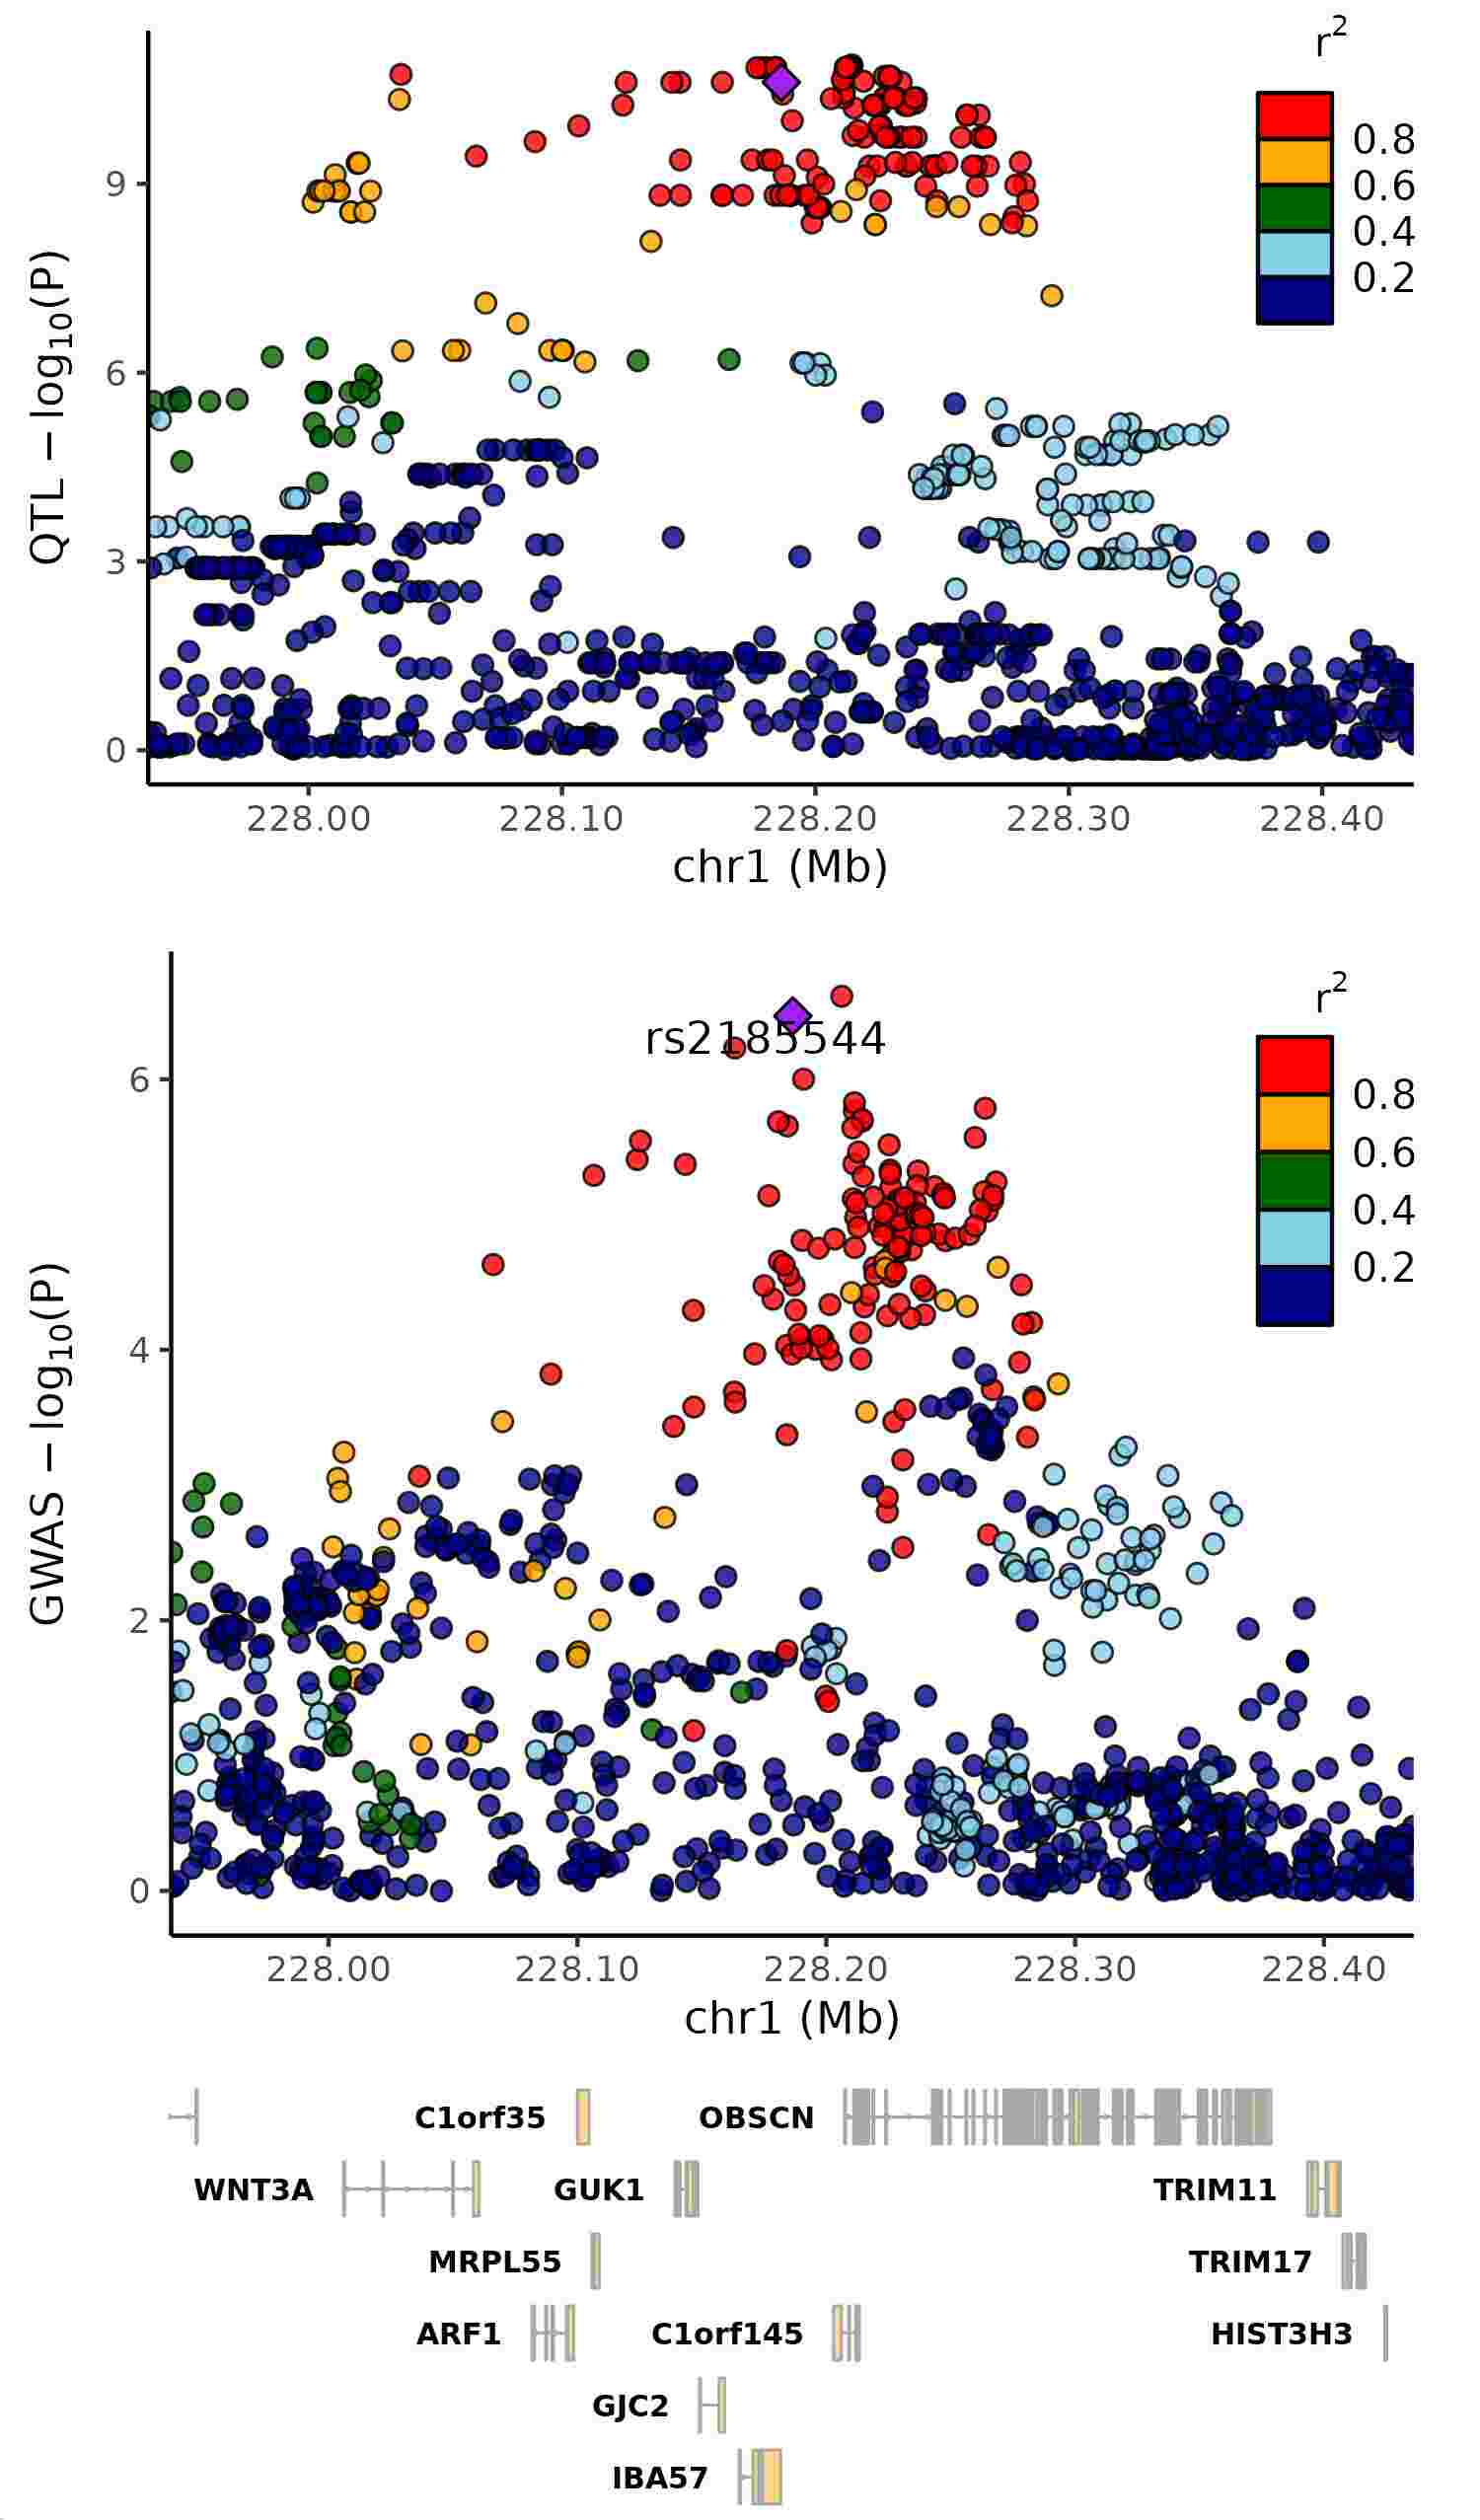 r²
0.8
0.6
0.4
0.2
9
6
3
0
QTL − log₁₀(P)
228.00 228.10 228.20 228.30 228.40
chr1 (Mb)
r²
0.8
0.6
0.4
0.2
rs2185544
6
4
2
0
GWAS − log₁₀(P)
228.00 228.10 228.20 228.30 228.40
chr1 (Mb)
C1orf35 OBSCN
WNT3A GUK1 TRIM11
MRPL55 TRIM17
ARF1 C1orf145 HIST3H3
GJC2
IBA57